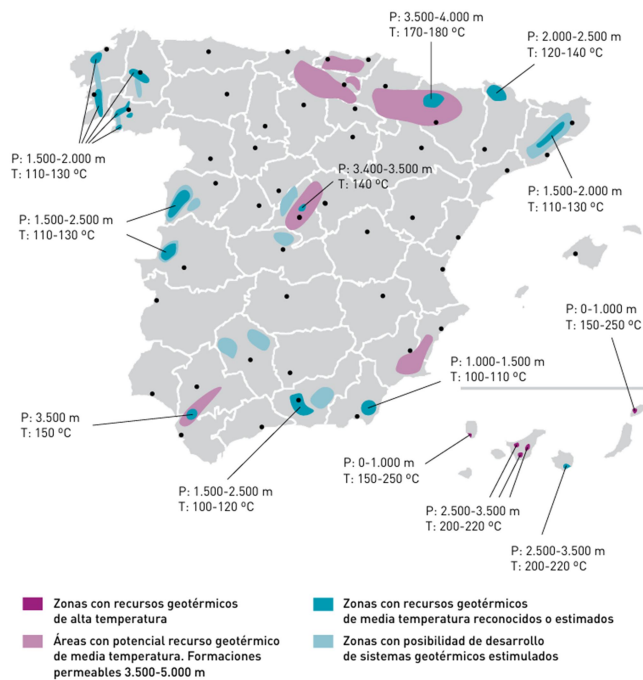 P: 3.500-4.000 m
T: 170-180 ºC
P: 2.000-2.500 m
T: 120-140 ºC
P: 1.500-2.000 m
T: 110-130 ºC
P: 3.400-3.500 m
T: 140 ºC
P: 1.500-2.000 m
T: 110-130 ºC
P: 1.500-2.500 m
T: 110-130 ºC
P: 0-1.000 m
T: 150-250 ºC
P: 1.000-1.500 m
T: 100-110 ºC
P: 3.500 m
T: 150 ºC
P: 0-1.000 m
T: 150-250 ºC
P: 1.500-2.500 m
T: 100-120 ºC
P: 2.500-3.500 m
T: 200-220 ºC
P: 2.500-3.500 m
T: 200-220 ºC
Zonas con recursos geotérmicos
de alta temperatura
Áreas con potencial recurso geotérmico
de media temperatura. Formaciones
permeables 3.500-5.000 m
Zonas con recursos geotérmicos
de media temperatura reconocidos o estimados
Zonas con posibilidad de desarrollo
de sistemas geotérmicos estimulados